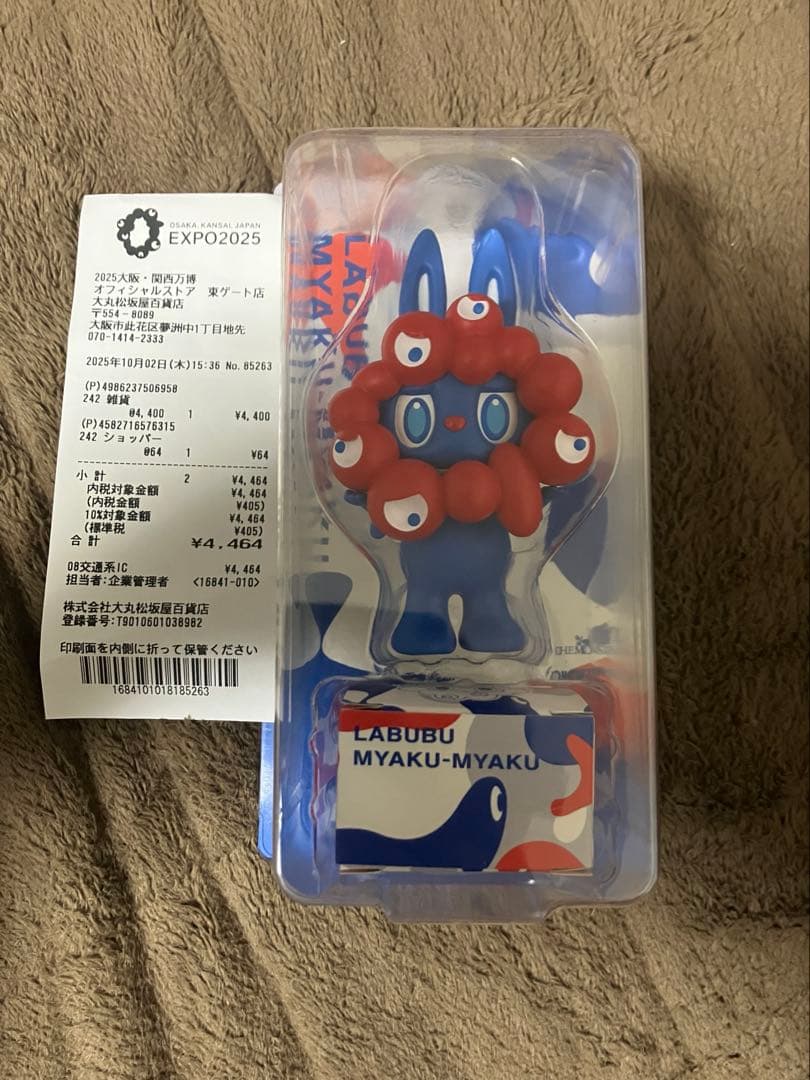 OSAKA, KANSAI, JAPAN
EXPO2025
2025大阪・関西万博
オフィシャルストア 東ゲート店
大丸松坂屋百貨店
〒554-8089
大阪市此花区夢洲中1丁目地先
070-1414-2333
2025年10月02日(木)15:36 No.85263
(P)4986237506958
242 雑貨
@4,400 1 ¥4,400
(P)4582716576315
242 ショッパー
@64 1 ¥64
小 計 2 ¥4,464
内税対象金額 ¥4,464
(内税金額 ¥405)
10%対象金額 ¥4,464
(標準税 ¥405)
合 計 ¥4,464
08交通系IC ¥4,464
担当者:企業管理者 <16841-010>
株式会社大丸松坂屋百貨店
登録番号:T9010601038982
印刷面を内側に折って保管ください
1684101018185263
LABUBU
MYAKU-MYAKU
LABUBU
MYAKU-MYAKU